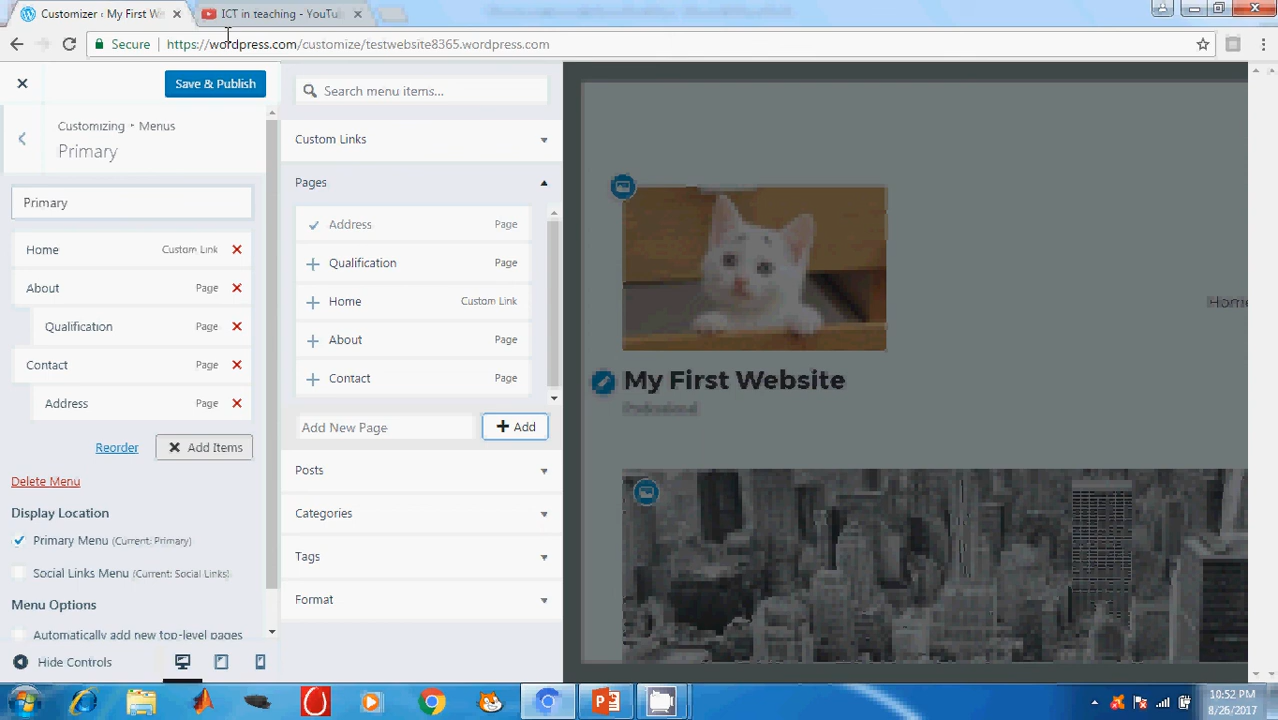 Customizer ‹ My First W
ICT in teaching - YouTu
Secure
https://wordpress.com/customize/testwebsite8365.wordpress.com
Save & Publish
Customizing ‣ Menus
Primary
Primary
Home Custom Link
About Page
Qualification Page
Contact Page
Address Page
Reorder
Add Items
Delete Menu
Display Location
Primary Menu (Current: Primary)
Social Links Menu (Current: Social Links)
Menu Options
Automatically add new top-level pages
Hide Controls
Search menu items...
Custom Links
Pages
Address Page
Qualification Page
Home Custom Link
About Page
Contact Page
Add New Page
+ Add
Posts
Categories
Tags
Format
Home
My First Website
Professional
10:52 PM
8/26/2017